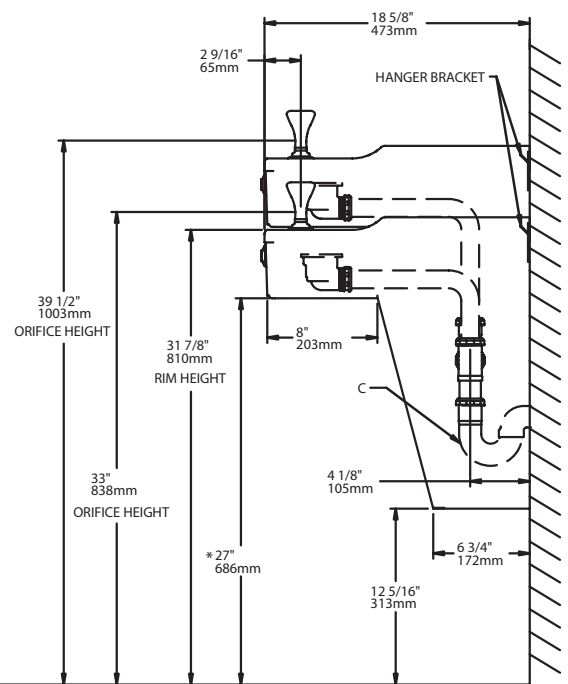 18 5/8"
473mm
2 9/16"
65mm
HANGER BRACKET
39 1/2"
1003mm
ORIFICE HEIGHT
31 7/8"
810mm
RIM HEIGHT
8"
203mm
C
33"
838mm
ORIFICE HEIGHT
4 1/8"
105mm
*27"
686mm
6 3/4"
172mm
12 5/16"
313mm